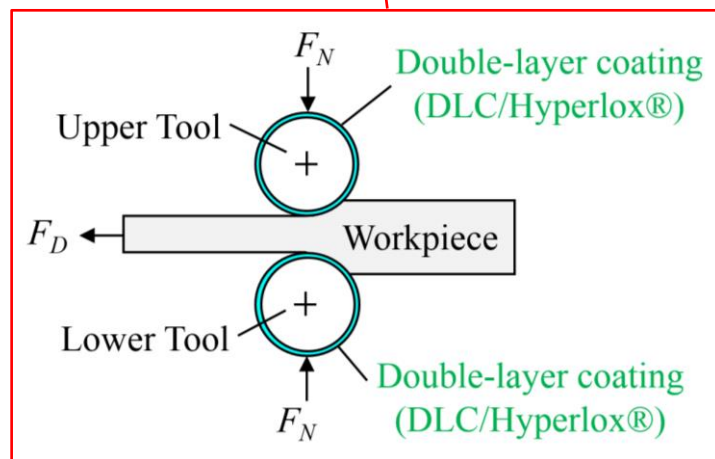 F_N
Double-layer coating
(DLC/Hyperlox®)
Upper Tool
F_D
Workpiece
Lower Tool
Double-layer coating
(DLC/Hyperlox®)
F_N